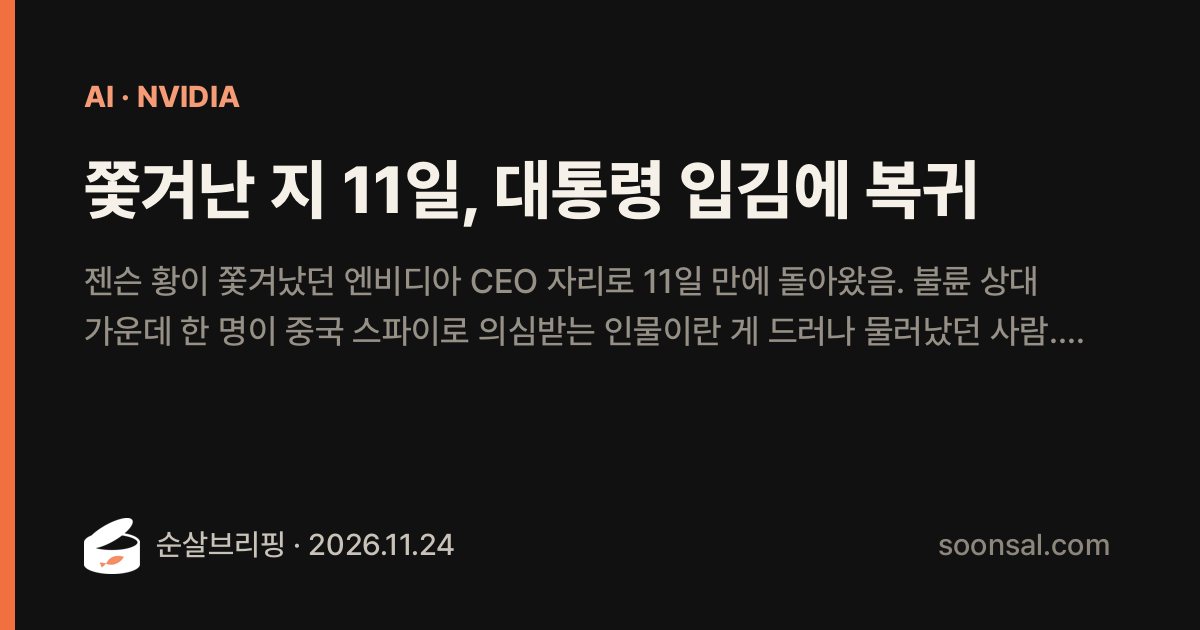 AI · NVIDIA
쫓겨난 지 11일, 대통령 입김에 복귀
젠슨 황이 쫓겨났던 엔비디아 CEO 자리로 11일 만에 돌아왔음. 불륜 상대
가운데 한 명이 중국 스파이로 의심받는 인물이란 게 드러나 물러났던 사람....
순살브리핑 · 2026.11.24
soonsal.com